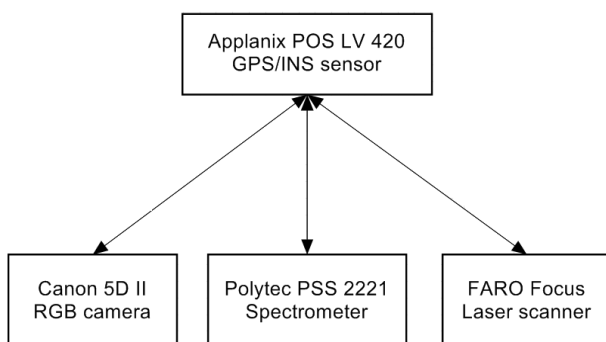 Applanix POS LV 420
GPS/INS sensor
Canon 5D II
RGB camera
Polytec PSS 2221
Spectrometer
FARO Focus
Laser scanner